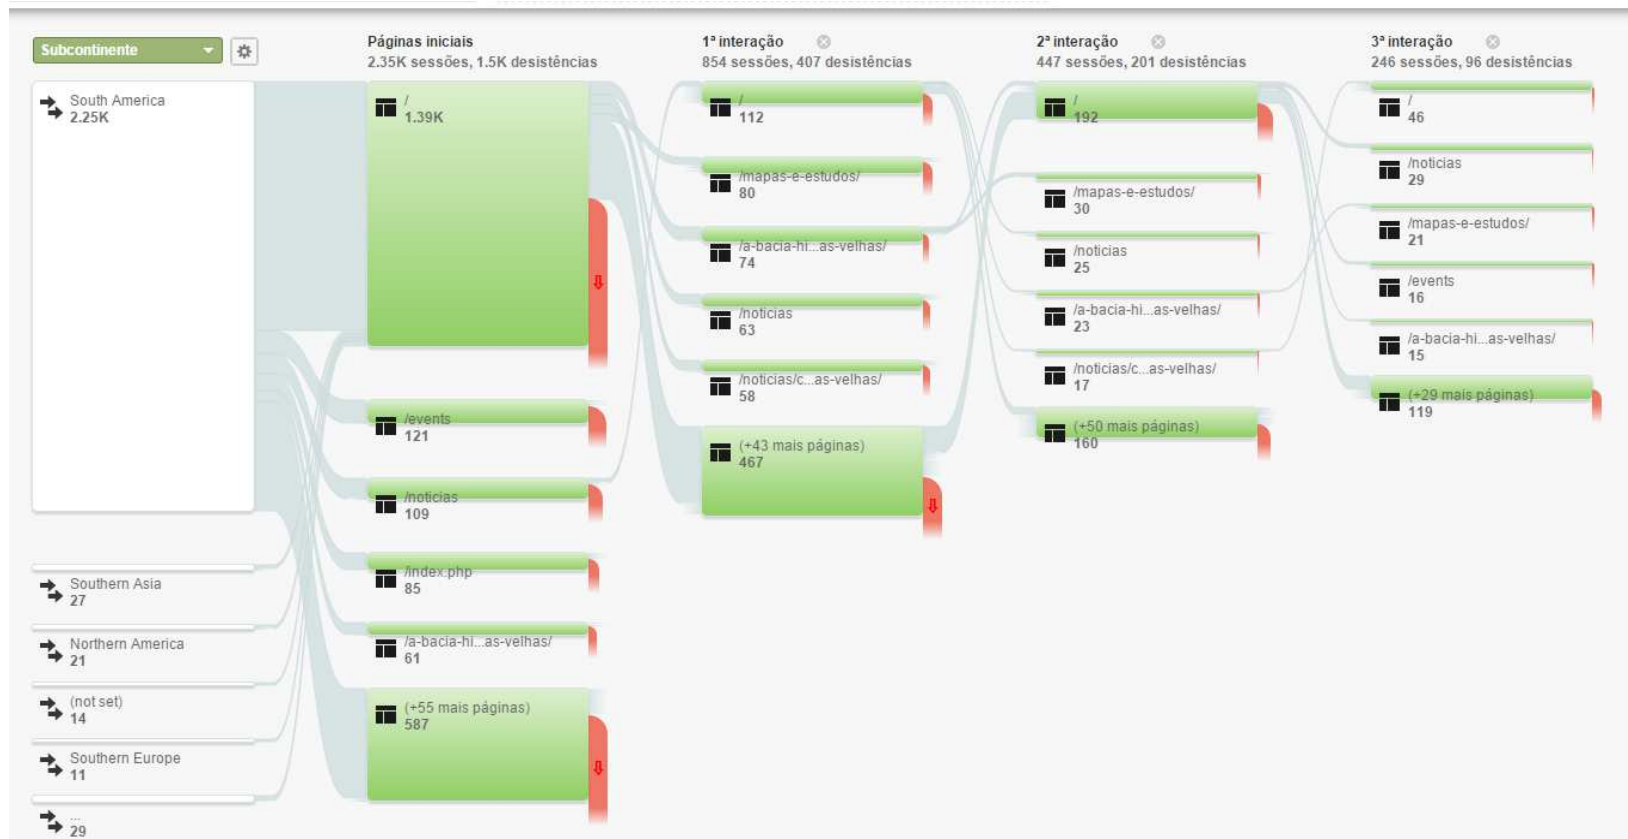 Subcontinente
South America
2.25K
Southern Asia
27
Northern America
21
(not set)
14
Southern Europe
11
...
29
Páginas iniciais
2.35K sessões, 1.5K desistências
/
1.39K
/events
121
/noticias
109
/index.php
85
/a-bacia-hi...as-velhas/
61
(+55 mais páginas)
587
1ª interação
854 sessões, 407 desistências
/
112
/mapas-e-estudos/
80
/a-bacia-hi...as-velhas/
74
/noticias
63
/noticias/c...as-velhas/
58
(+43 mais páginas)
467
2ª interação
447 sessões, 201 desistências
/
192
/mapas-e-estudos/
30
/noticias
25
/a-bacia-hi...as-velhas/
23
/noticias/c...as-velhas/
17
(+50 mais páginas)
160
3ª interação
246 sessões, 96 desistências
/
46
/noticias
29
/mapas-e-estudos/
21
/events
16
/a-bacia-hi...as-velhas/
15
(+29 mais páginas)
119